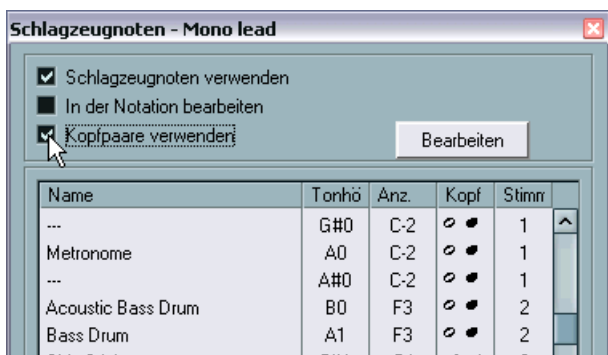 Schlagzeugnoten - Mono lead
Schlagzeugnoten verwenden
In der Notation bearbeiten
Kopfpaare verwenden
Bearbeiten
Name Tonhö Anz. Kopf Stimm
--- G#0 C-2 1
Metronome A0 C-2 1
--- A#0 C-2 1
Acoustic Bass Drum B0 F3 2
Bass Drum A1 F3 2